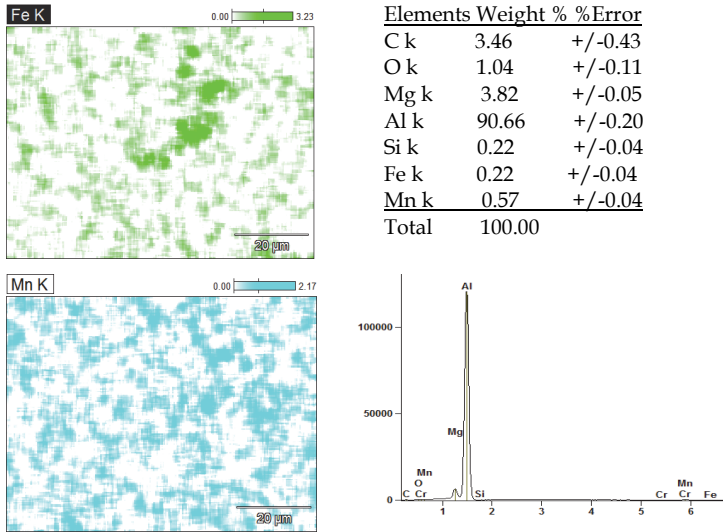 Fe K
0.00 3.23
20 µm
Elements Weight % %Error
C k 3.46 +/-0.43
O k 1.04 +/-0.11
Mg k 3.82 +/-0.05
Al k 90.66 +/-0.20
Si k 0.22 +/-0.04
Fe k 0.22 +/-0.04
Mn k 0.57 +/-0.04
Total 100.00
Mn K
0.00 2.17
20 µm
Al
100000
50000
0
Mg
Mn
O
C Cr
Si
Cr
Mn
Cr
Fe
1 2 3 4 5 6